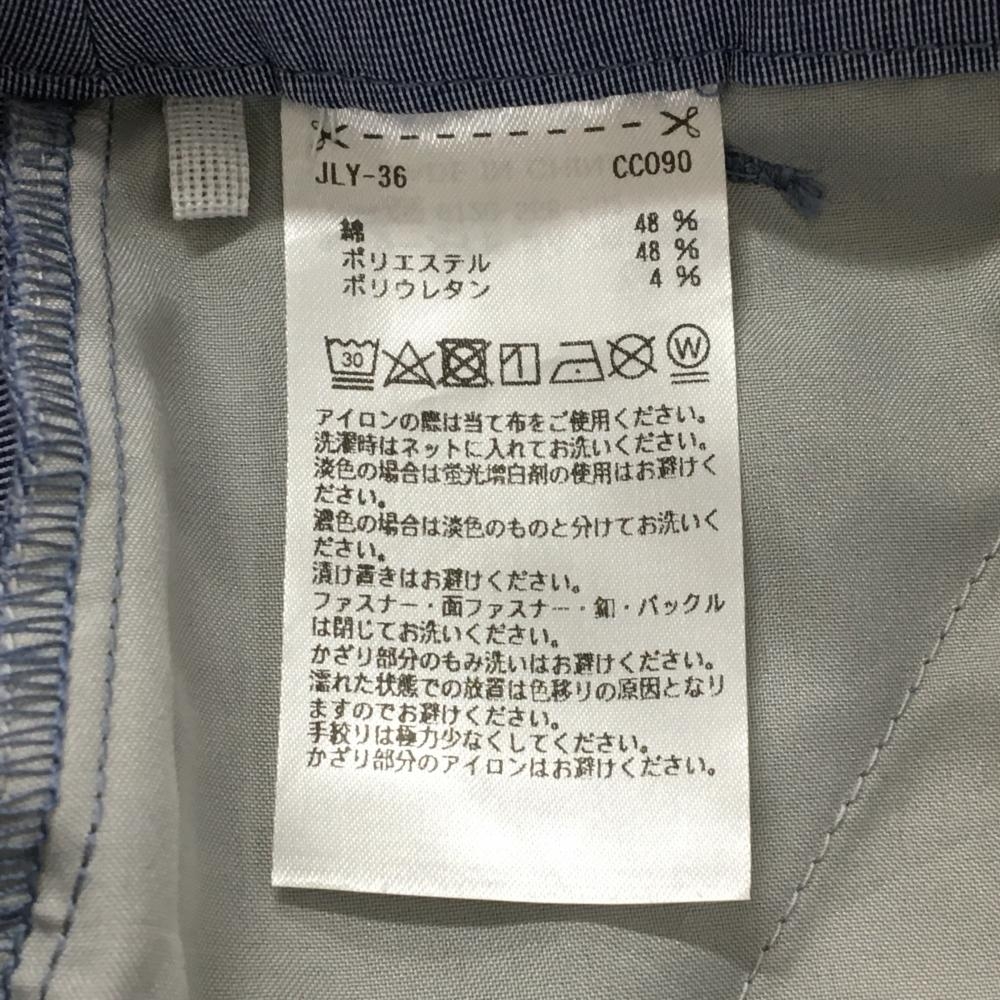 JLY-36 CC090
綿 48 %
ポリエステル 48 %
ポリウレタン 4 %
30 W
アイロンの際は当て布をご使用ください。
洗濯時はネットに入れてお洗いください。
淡色の場合は蛍光増白剤の使用はお避けく
ださい。
濃色の場合は淡色のものと分けてお洗いく
ださい。
漬け置きはお避けください。
ファスナー・面ファスナー・釦・バックル
は閉じてお洗いください。
かざり部分のもみ洗いはお避けください。
濡れた状態での放置は色移りの原因となり
ますのでお避けください。
手絞りは極力少なくしてください。
かざり部分のアイロンはお避けください。